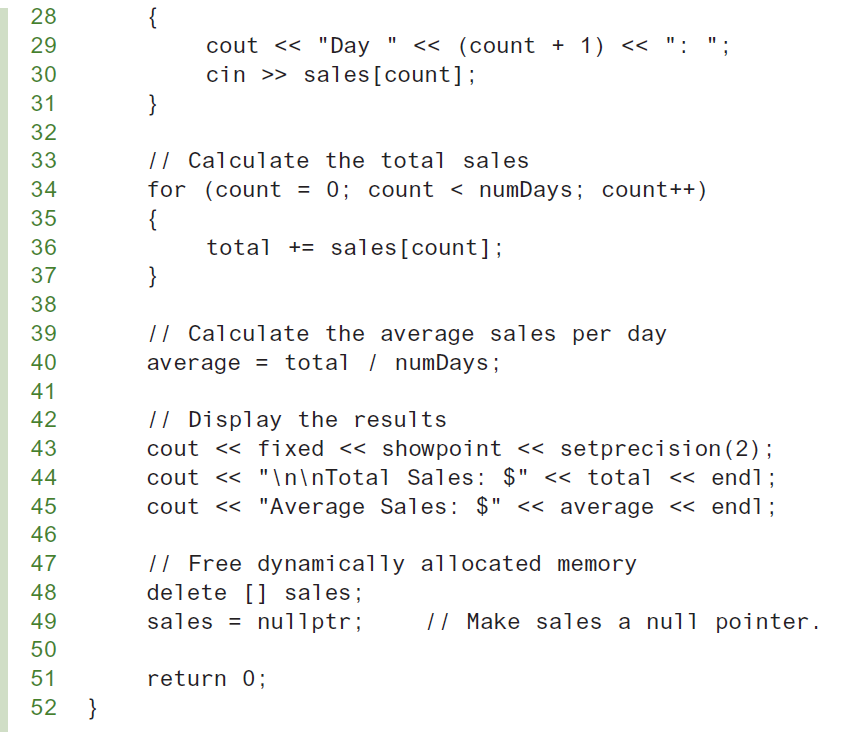 28 {
29 cout << "Day " << (count + 1) << ": ";
30 cin >> sales[count];
31 }
32
33 // Calculate the total sales
34 for (count = 0; count < numDays; count++)
35 {
36 total += sales[count];
37 }
38
39 // Calculate the average sales per day
40 average = total / numDays;
41
42 // Display the results
43 cout << fixed << showpoint << setprecision(2);
44 cout << "\n\nTotal Sales: $" << total << endl;
45 cout << "Average Sales: $" << average << endl;
46
47 // Free dynamically allocated memory
48 delete [] sales;
49 sales = nullptr; // Make sales a null pointer.
50
51 return 0;
52 }